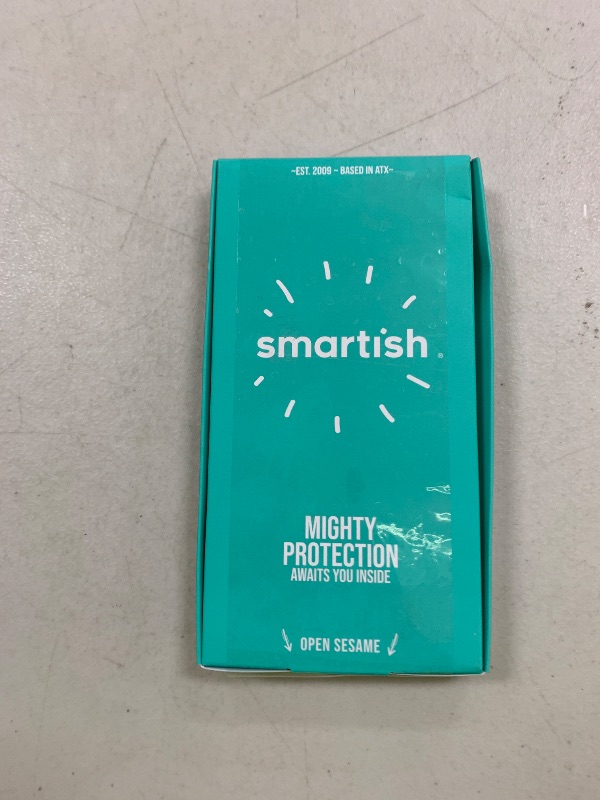 ~EST. 2009 ~ BASED IN ATX~
smartish®
MIGHTY
PROTECTION
AWAITS YOU INSIDE
OPEN SESAME